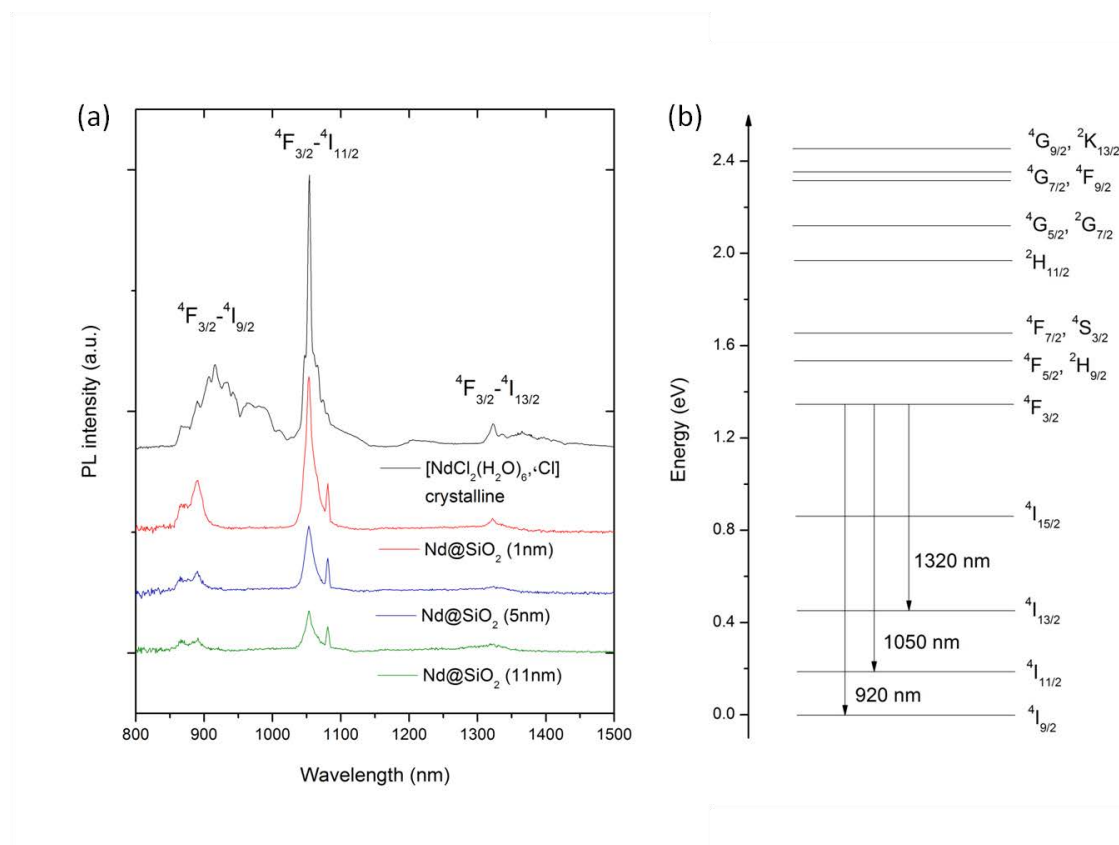 (a)
⁴F₃/₂-⁴I₁₁/₂
⁴F₃/₂-⁴I₉/₂
⁴F₃/₂-⁴I₁₃/₂
[NdCl₂(H₂O)₆,·Cl]
crystalline
Nd@SiO₂ (1nm)
Nd@SiO₂ (5nm)
Nd@SiO₂ (11nm)
PL intensity (a.u.)
800 900 1000 1100 1200 1300 1400 1500
Wavelength (nm)
(b)
Energy (eV)
2.4
2.0
1.6
1.2
0.8
0.4
0.0
⁴G₉/₂, ²K₁₃/₂
⁴G₇/₂, ⁴F₉/₂
⁴G₅/₂, ²G₇/₂
²H₁₁/₂
⁴F₇/₂, ⁴S₃/₂
⁴F₅/₂, ²H₉/₂
⁴F₃/₂
⁴I₁₅/₂
1320 nm
⁴I₁₃/₂
1050 nm
⁴I₁₁/₂
920 nm
⁴I₉/₂